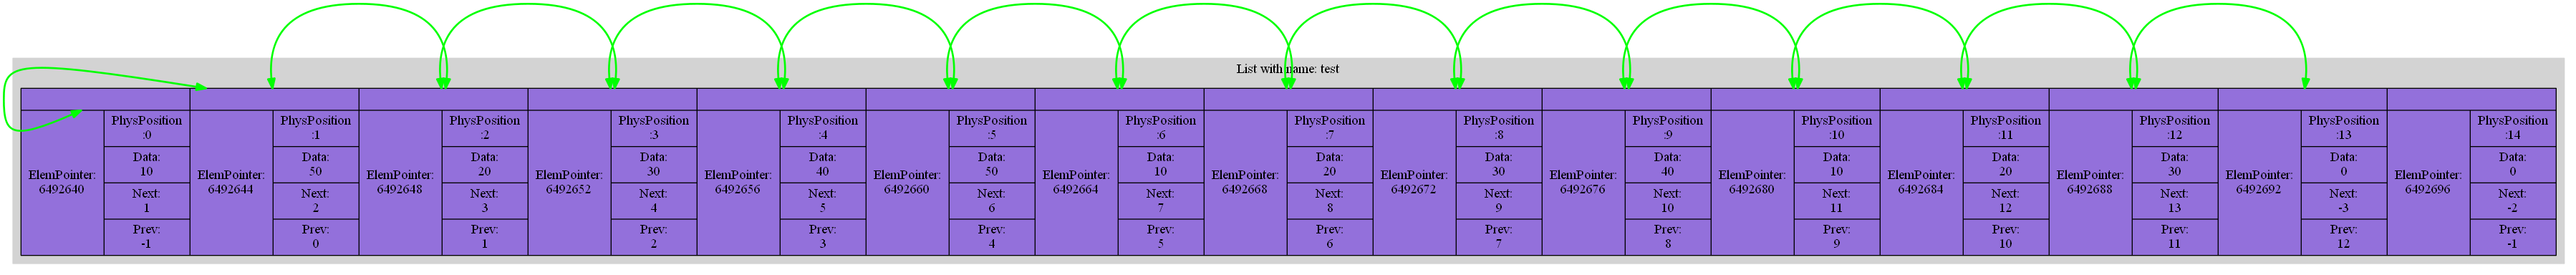 List with name: test
ElemPointer:
6492640
PhysPosition
:0
Data:
10
Next:
1
Prev:
-1
ElemPointer:
6492644
PhysPosition
:1
Data:
50
Next:
2
Prev:
0
ElemPointer:
6492648
PhysPosition
:2
Data:
20
Next:
3
Prev:
1
ElemPointer:
6492652
PhysPosition
:3
Data:
30
Next:
4
Prev:
2
ElemPointer:
6492656
PhysPosition
:4
Data:
40
Next:
5
Prev:
3
ElemPointer:
6492660
PhysPosition
:5
Data:
50
Next:
6
Prev:
4
ElemPointer:
6492664
PhysPosition
:6
Data:
10
Next:
7
Prev:
5
ElemPointer:
6492668
PhysPosition
:7
Data:
20
Next:
8
Prev:
6
ElemPointer:
6492672
PhysPosition
:8
Data:
30
Next:
9
Prev:
7
ElemPointer:
6492676
PhysPosition
:9
Data:
40
Next:
10
Prev:
8
ElemPointer:
6492680
PhysPosition
:10
Data:
10
Next:
11
Prev:
9
ElemPointer:
6492684
PhysPosition
:11
Data:
20
Next:
12
Prev:
10
ElemPointer:
6492688
PhysPosition
:12
Data:
30
Next:
13
Prev:
11
ElemPointer:
6492692
PhysPosition
:13
Data:
0
Next:
-3
Prev:
12
ElemPointer:
6492696
PhysPosition
:14
Data:
0
Next:
-2
Prev:
-1